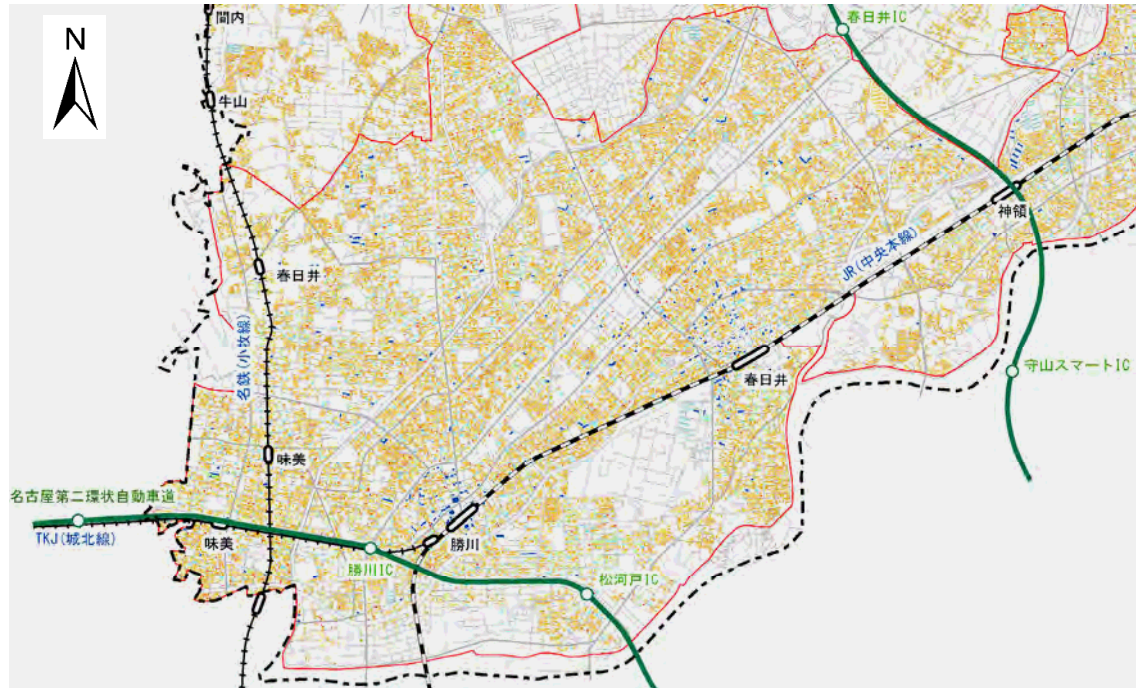 間内
春日井IC
N
牛山
神領
JR(中央本線)
春日井
名鉄(小牧線)
守山スマートIC
春日井
味美
名古屋第二環状自動車道
TKJ(城北線)
味美
勝川
勝川IC
松河戸IC